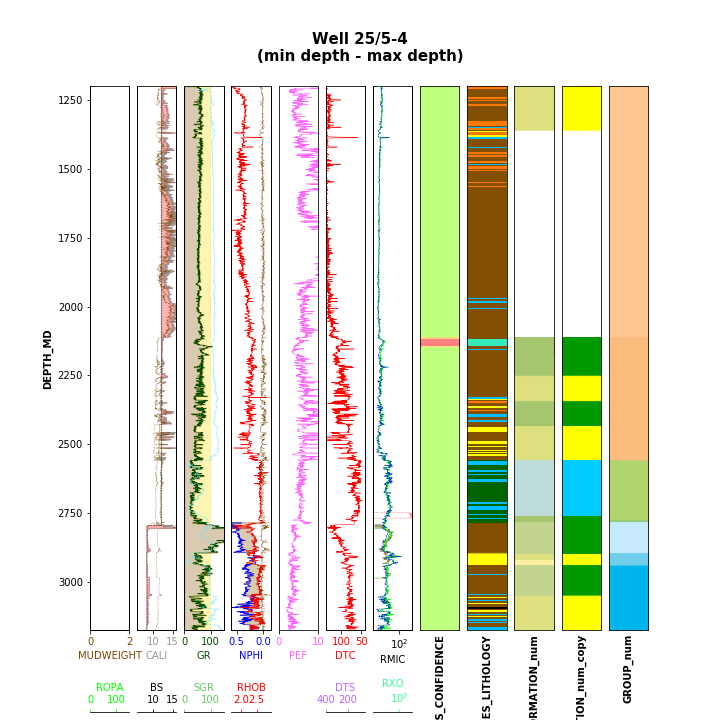 Well 25/5-4
(min depth - max depth)
DEPTH_MD
1250
1500
1750
2000
2250
2500
2750
3000
0 2
MUDWEIGHT
ROPA
0 100
10 15
CALI
BS
10 15
0 100
GR
SGR
0 100
0.5 0.0
NPHI
RHOB
2.0 2.5
0 10
PEF
100 50
DTC
DTS
400 200
10²
RMIC
RXO
10²
S_CONFIDENCE
ES_LITHOLOGY
RMATION_num
TION_num_copy
GROUP_num